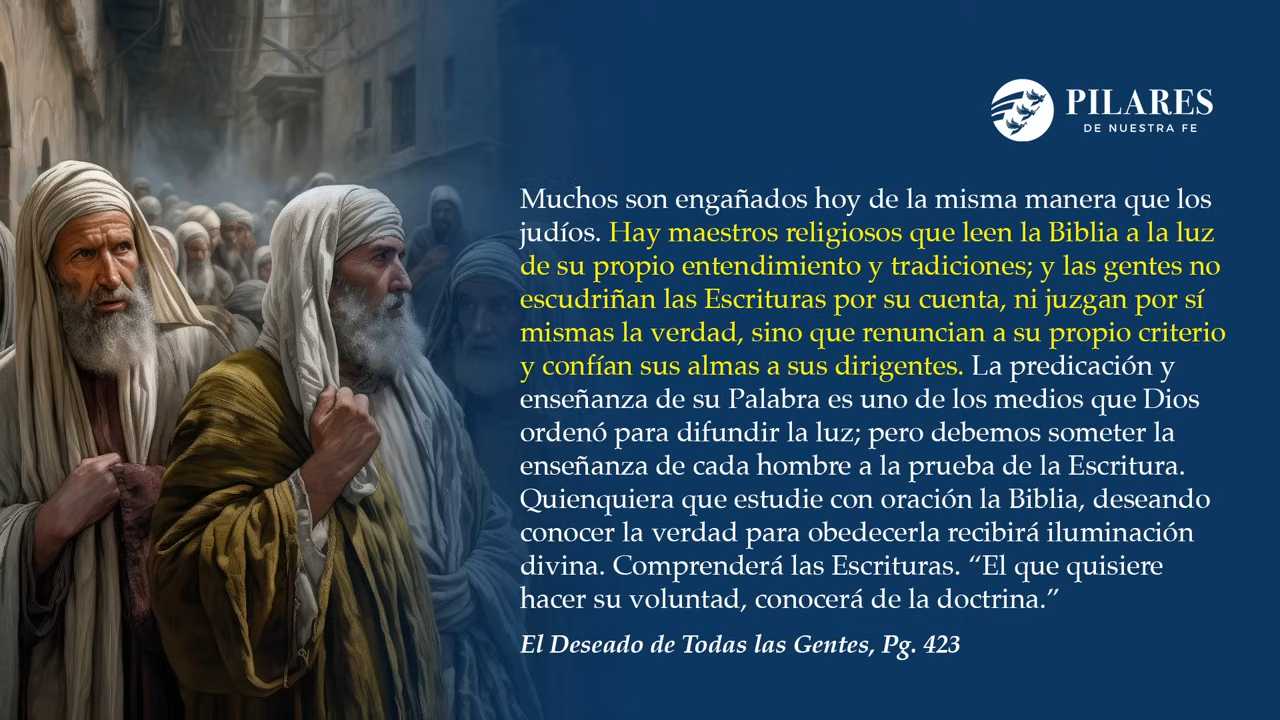 PILARES
DE NUESTRA FE
Muchos son engañados hoy de la misma manera que los
judíos. Hay maestros religiosos que leen la Biblia a la luz
de su propio entendimiento y tradiciones; y las gentes no
escudriñan las Escrituras por su cuenta, ni juzgan por sí
mismas la verdad, sino que renuncian a su propio criterio
y confían sus almas a sus dirigentes. La predicación y
enseñanza de su Palabra es uno de los medios que Dios
ordenó para difundir la luz; pero debemos someter la
enseñanza de cada hombre a la prueba de la Escritura.
Quienquiera que estudie con oración la Biblia, deseando
conocer la verdad para obedecerla recibirá iluminación
divina. Comprenderá las Escrituras. “El que quisiere
hacer su voluntad, conocerá de la doctrina.”
El Deseado de Todas las Gentes, Pg. 423